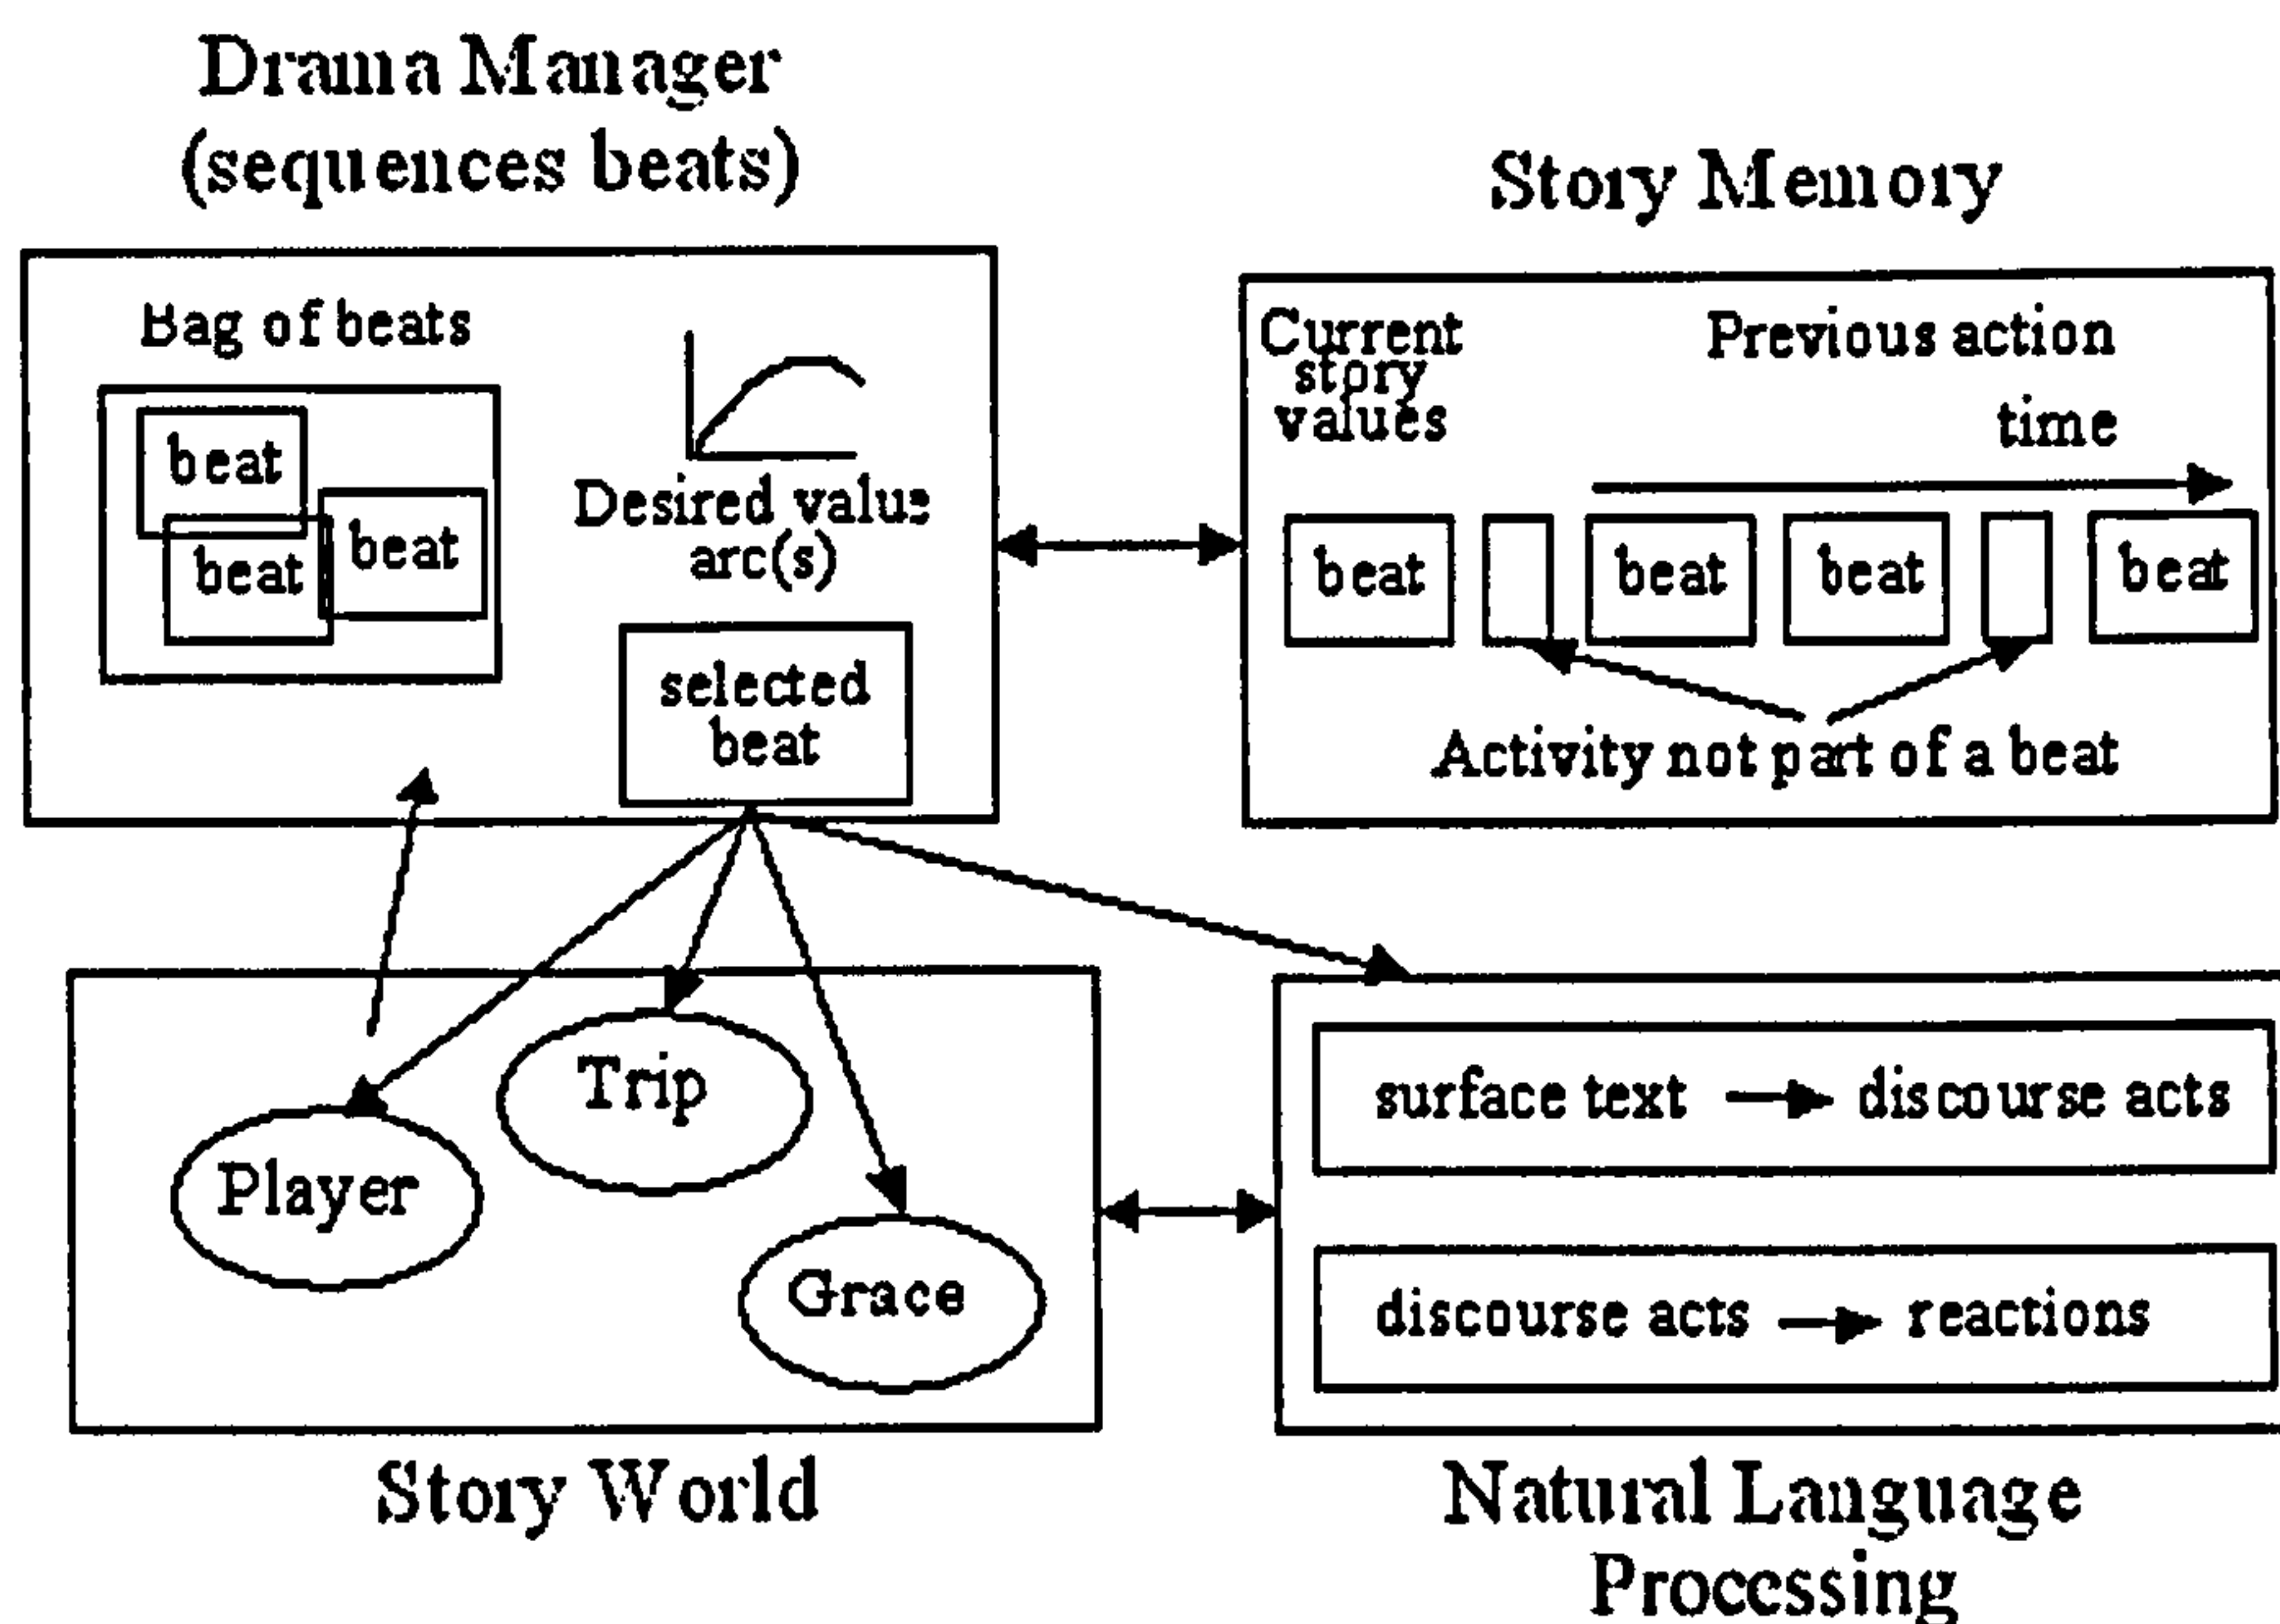 Drama Manager
(sequences beats)
Bag of beats
beat
beat
beat
Desired value
arc(s)
selected
beat
Story Memory
Current
story
values
Previous action
time
beat
beat
beat
beat
Activity not part of a beat
Player
Trip
Grace
Story World
surface text → discourse acts
discourse acts → reactions
Natural Language
Processing